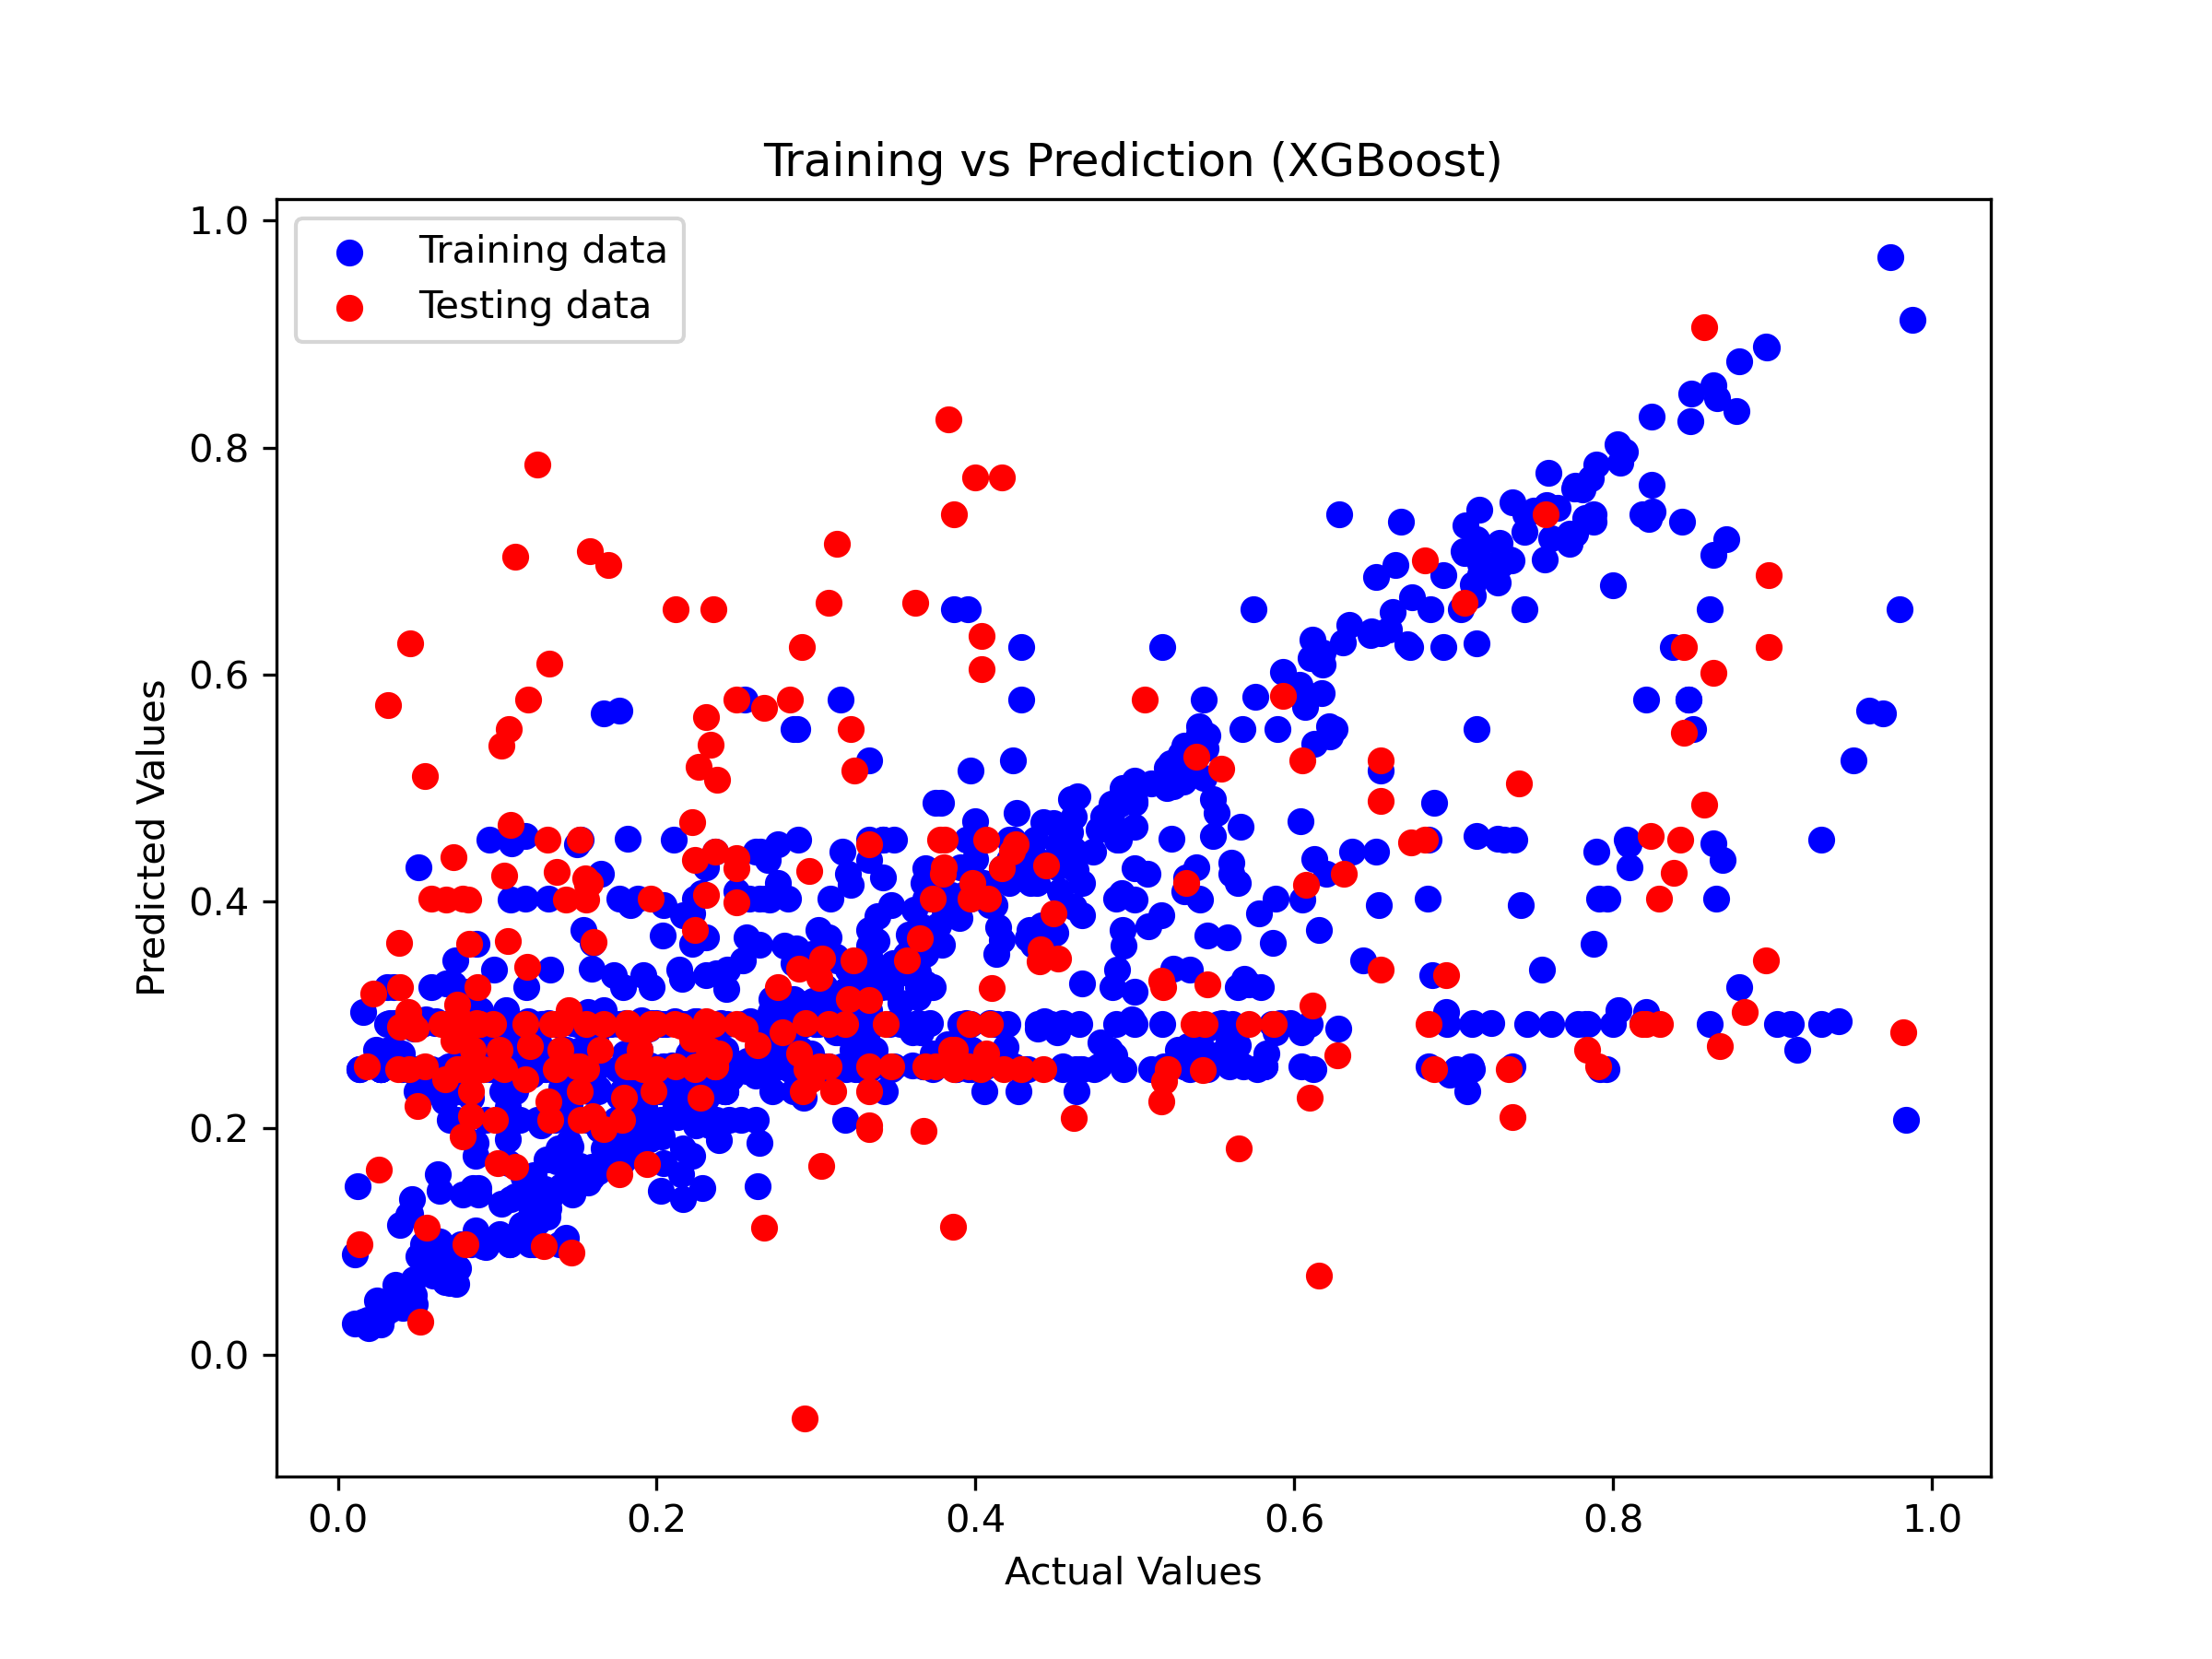 Training vs Prediction (XGBoost)
Training data
Testing data
Predicted Values
1.0
0.8
0.6
0.4
0.2
0.0
0.0 0.2 0.4 0.6 0.8 1.0
Actual Values